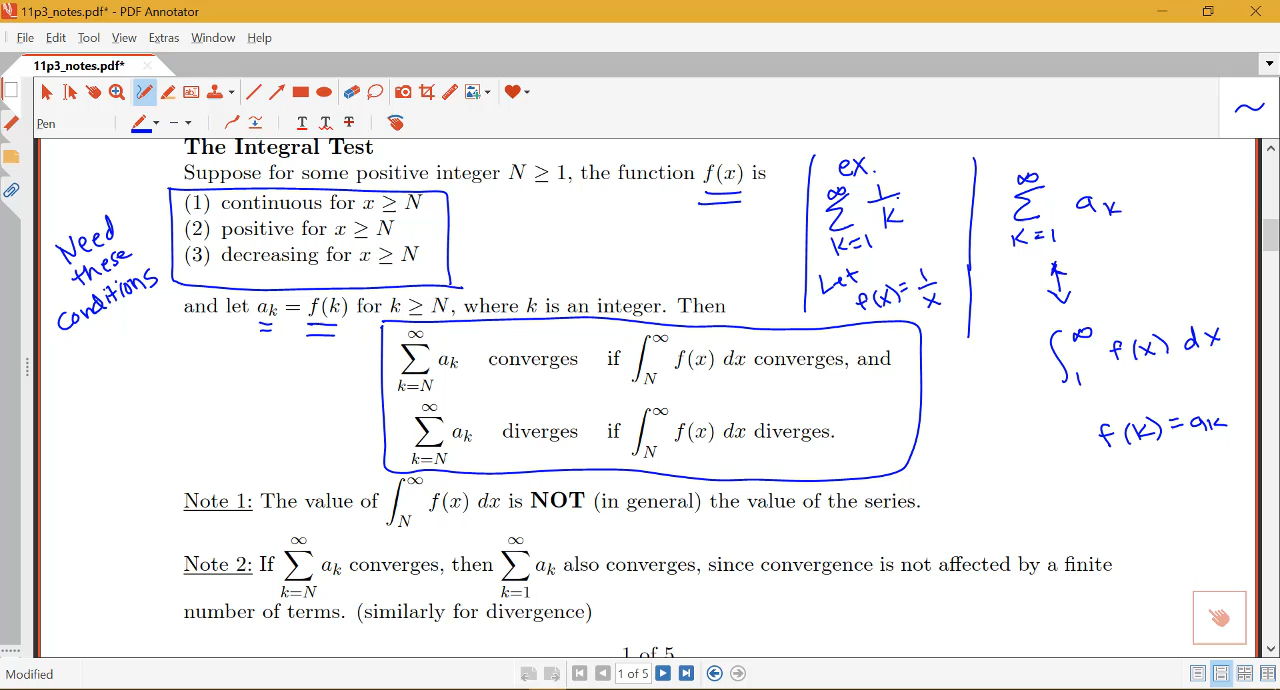 11p3_notes.pdf* - PDF Annotator
File Edit Tool View Extras Window Help
11p3_notes.pdf*
Pen
The Integral Test
Suppose for some positive integer N ≥ 1, the function f(x) is
(1) continuous for x ≥ N
(2) positive for x ≥ N
(3) decreasing for x ≥ N
and let a_k = f(k) for k ≥ N, where k is an integer. Then
∑_{k=N}^{∞} a_k converges if ∫_N^∞ f(x) dx converges, and
∑_{k=N}^{∞} a_k diverges if ∫_N^∞ f(x) dx diverges.
Need
these
conditions
ex.
∑_{k=1}^{∞} 1/k
Let
f(x) = 1/x
∑_{k=1}^{∞} a_k
∫_1^∞ f(x) dx
f(k) = a_k
Note 1: The value of ∫_N^∞ f(x) dx is NOT (in general) the value of the series.
Note 2: If ∑_{k=N}^{∞} a_k converges, then ∑_{k=1}^{∞} a_k also converges, since convergence is not affected by a finite
number of terms. (similarly for divergence)
1 of 5
Modified
1 of 5